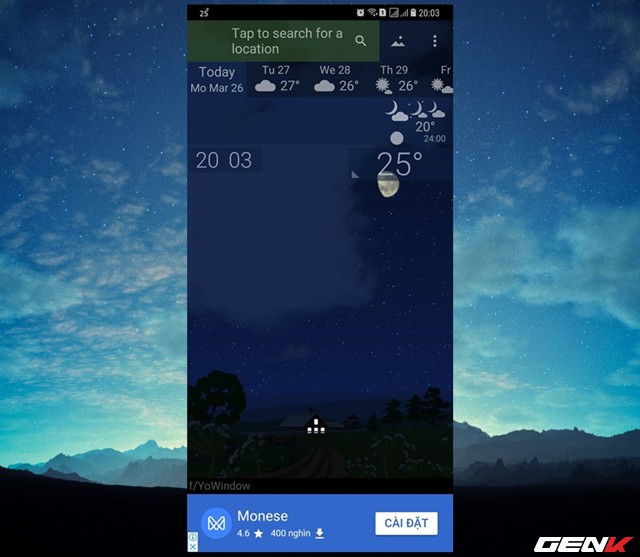 25°
20:03
Tap to search for a
location
Today
Mo Mar 26
Tu 27
27°
We 28
26°
Th 29
26°
Fr
20°
24:00
20 03
25°
f/YoWindow
Monese
4.6 ★ 400 nghìn
CÀI ĐẶT
GENK